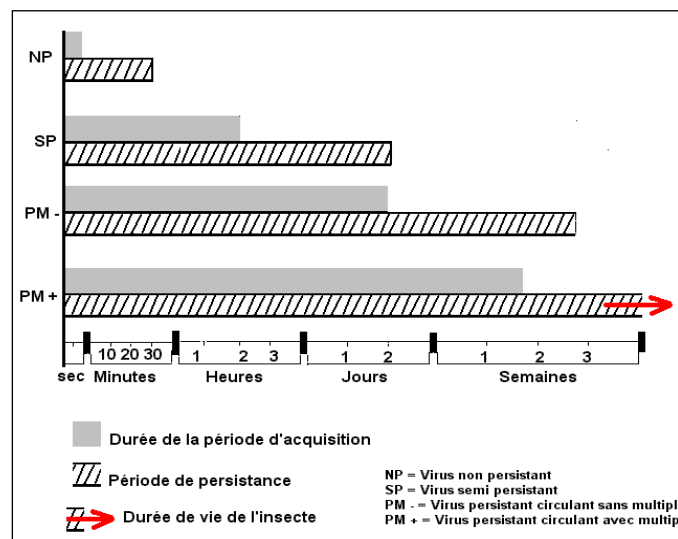 NP
SP
PM -
PM +
10 20 30 1 2 3 1 2 1 2 3
sec Minutes Heures Jours Semaines
Durée de la période d'acquisition
Période de persistance
Durée de vie de l'insecte
NP = Virus non persistant
SP = Virus semi persistant
PM - = Virus persistant circulant sans multipl
PM + = Virus persistant circulant avec multip